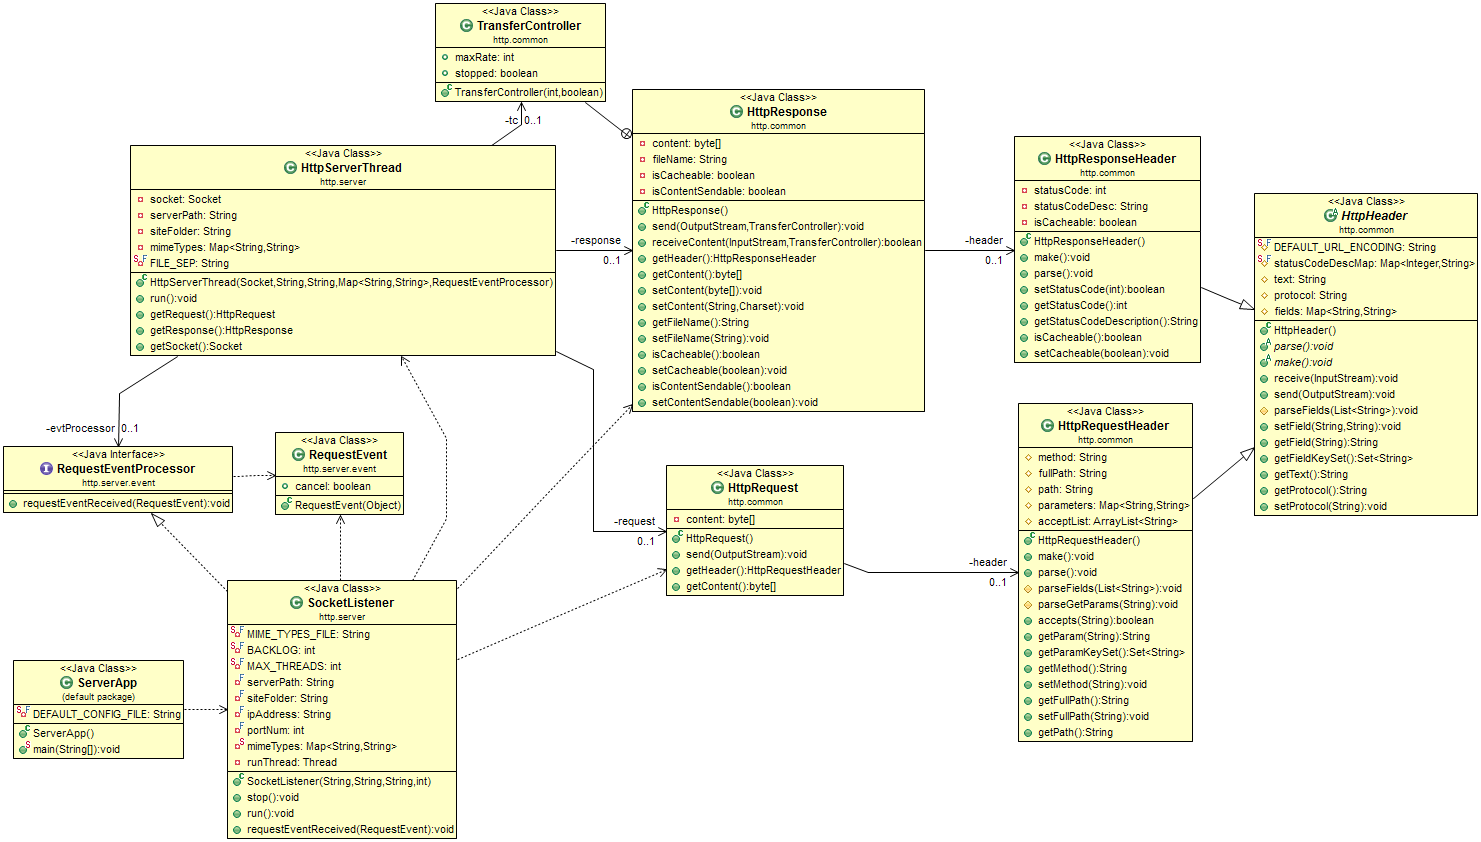 <<Java Class>>
TransferController
http.common
maxRate: int
stopped: boolean
TransferController(int,boolean)
-tc 0..1
<<Java Class>>
HttpServerThread
http.server
socket: Socket
serverPath: String
siteFolder: String
mimeTypes: Map<String,String>
FILE_SEP: String
HttpServerThread(Socket,String,String,Map<String,String>,RequestEventProcessor)
run():void
getRequest():HttpRequest
getResponse():HttpResponse
getSocket():Socket
-response
0..1
<<Java Class>>
HttpResponse
http.common
content: byte[]
fileName: String
isCacheable: boolean
isContentSendable: boolean
HttpResponse()
send(OutputStream,TransferController):void
receiveContent(InputStream,TransferController):boolean
getHeader():HttpResponseHeader
getContent():byte[]
setContent(byte[]):void
setContent(String,Charset):void
getFileName():String
setFileName(String):void
isCacheable():boolean
setCacheable(boolean):void
isContentSendable():boolean
setContentSendable(boolean):void
-header
0..1
<<Java Class>>
HttpResponseHeader
http.common
statusCode: int
statusCodeDesc: String
isCacheable: boolean
HttpResponseHeader()
make():void
parse():void
setStatusCode(int):boolean
getStatusCode():int
getStatusCodeDescription():String
isCacheable():boolean
setCacheable(boolean):void
<<Java Class>>
HttpHeader
http.common
DEFAULT_URL_ENCODING: String
statusCodeDescMap: Map<Integer,String>
text: String
protocol: String
fields: Map<String,String>
HttpHeader()
parse():void
make():void
receive(InputStream):void
send(OutputStream):void
parseFields(List<String>):void
setField(String,String):void
getField(String):String
getFieldKeySet():Set<String>
getText():String
getProtocol():String
setProtocol(String):void
-evtProcessor 0..1
<<Java Interface>>
RequestEventProcessor
http.server.event
requestEventReceived(RequestEvent):void
<<Java Class>>
RequestEvent
http.server.event
cancel: boolean
RequestEvent(Object)
-request
0..1
<<Java Class>>
HttpRequest
http.common
content: byte[]
HttpRequest()
send(OutputStream):void
getHeader():HttpRequestHeader
getContent():byte[]
-header
0..1
<<Java Class>>
HttpRequestHeader
http.common
method: String
fullPath: String
path: String
parameters: Map<String,String>
acceptList: ArrayList<String>
HttpRequestHeader()
make():void
parse():void
parseFields(List<String>):void
parseGetParams(String):void
accepts(String):boolean
getParam(String):String
getParamKeySet():Set<String>
getMethod():String
setMethod(String):void
getFullPath():String
setFullPath(String):void
getPath():String
<<Java Class>>
ServerApp
(default package)
DEFAULT_CONFIG_FILE: String
ServerApp()
main(String[]):void
<<Java Class>>
SocketListener
http.server
MIME_TYPES_FILE: String
BACKLOG: int
MAX_THREADS: int
serverPath: String
siteFolder: String
ipAddress: String
portNum: int
mimeTypes: Map<String,String>
runThread: Thread
SocketListener(String,String,String,int)
stop():void
run():void
requestEventReceived(RequestEvent):void